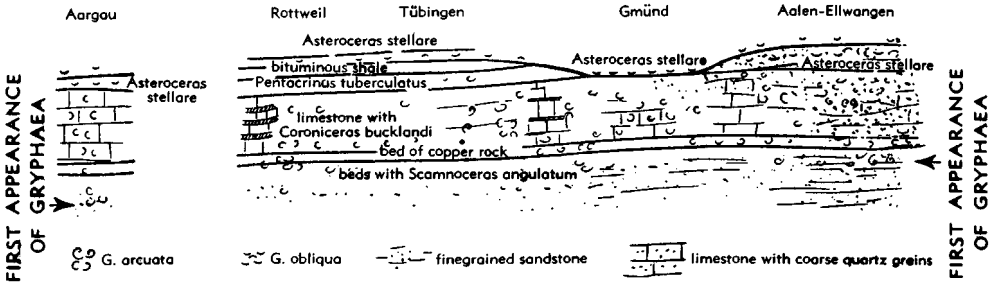 Aargau
Rottweil
Tübingen
Gmünd
Aalen-Ellwangen
FIRST APPEARANCE
OF GRYPHAEA
Asteroceras stellare
Asteroceras
stellare
bituminous shale
Pentacrinus tuberculatus
Asteroceras stellare
Asteroceras stellare
limestone with
Coroniceras bucklandi
bed of copper rock
beds with Scamnoceras angulatum
FIRST APPEARANCE
OF GRYPHAEA
G. arcuata
G. obliqua
finegrained sandstone
limestone with coarse quartz greins